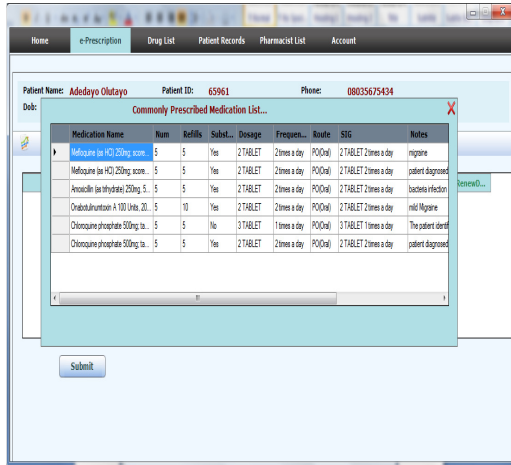 Home e-Prescription Drug List Patient Records Pharmacist List Account
Patient Name: Adedayo Olutayo Patient ID: 65961 Phone: 08035675434
Dob:
Commonly Prescribed Medication List... X
Medication Name Num Refills Subst... Dosage Frequen... Route SIG Notes
Mefloquine (as HCl) 250mg; score... 5 5 Yes 2 TABLET 2 times a day PO(Oral) 2 TABLET 2 times a day migraine
Mefloquine (as HCl) 250mg; score... 5 5 Yes 2 TABLET 2 times a day PO(Oral) 2 TABLET 2 times a day patient diagnosed
Amoxicillin (as trihydrate) 250mg, 5... 5 5 Yes 2 TABLET 2 times a day PO(Oral) 2 TABLET 2 times a day bacteria infection
RenewD...
Onabotulinumtoxin A 100 Units, 20... 5 10 Yes 2 TABLET 2 times a day PO(Oral) 2 TABLET 2 times a day mild Migraine
Chloroquine phosphate 500mg; ta... 5 5 No 3 TABLET 1 times a day PO(Oral) 3 TABLET 1 times a day The patient identif
Chloroquine phosphate 500mg; ta... 5 5 Yes 2 TABLET 2 times a day PO(Oral) 2 TABLET 2 times a day patient diagnosed
Submit